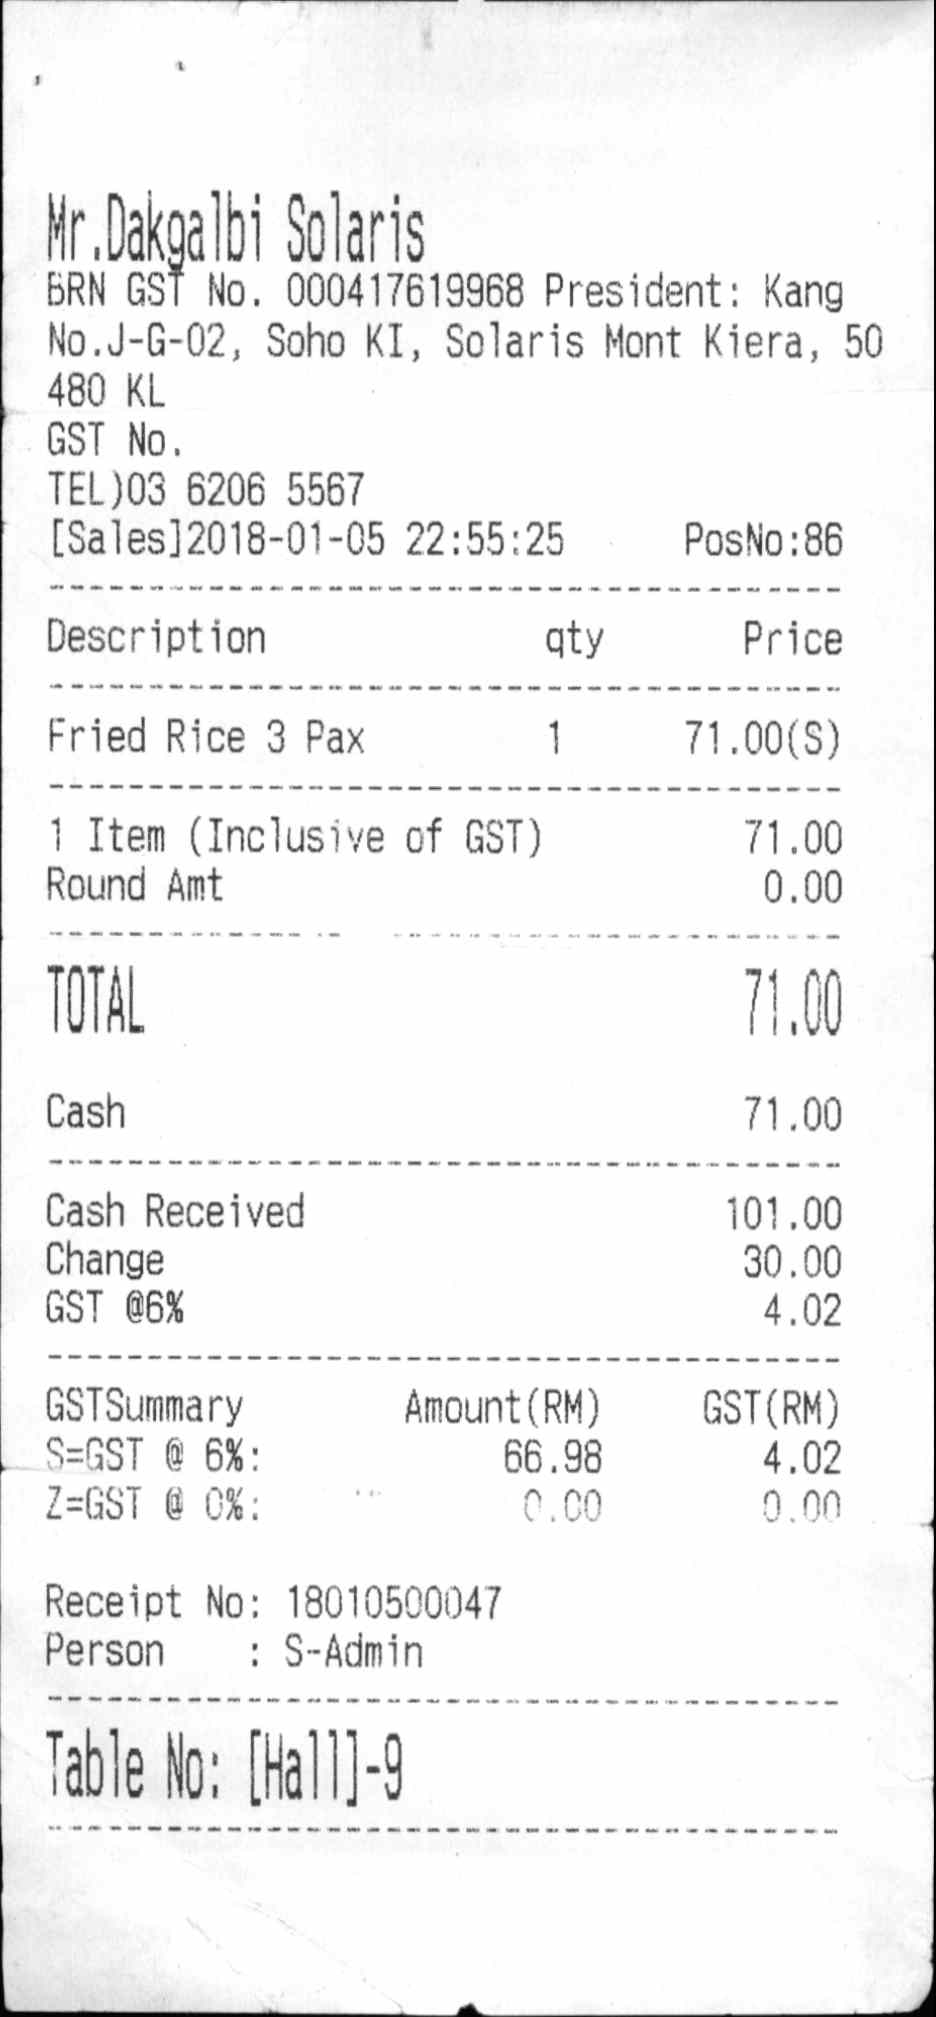 Mr.Dakgalbi Solaris
BRN GST No. 000417619968 President: Kang
No.J-G-02, Soho KI, Solaris Mont Kiera, 50
480 KL
GST No.
TEL)03 6206 5567
[Sales]2018-01-05 22:55:25 PosNo:86
Description qty Price
Fried Rice 3 Pax 1 71.00(S)
1 Item (Inclusive of GST) 71.00
Round Amt 0.00
TOTAL 71.00
Cash 71.00
Cash Received 101.00
Change 30.00
GST @6% 4.02
GSTSummary Amount(RM) GST(RM)
S=GST @ 6%: 66.98 4.02
Z=GST @ 0%: 0.00 0.00
Receipt No: 18010500047
Person : S-Admin
Table No: [Hall]-9